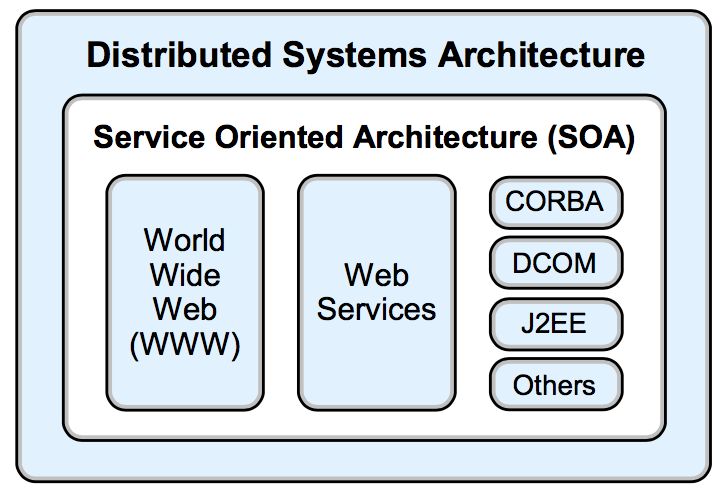 Distributed Systems Architecture
Service Oriented Architecture (SOA)
World
Wide
Web
(WWW)
Web
Services
CORBA
DCOM
J2EE
Others